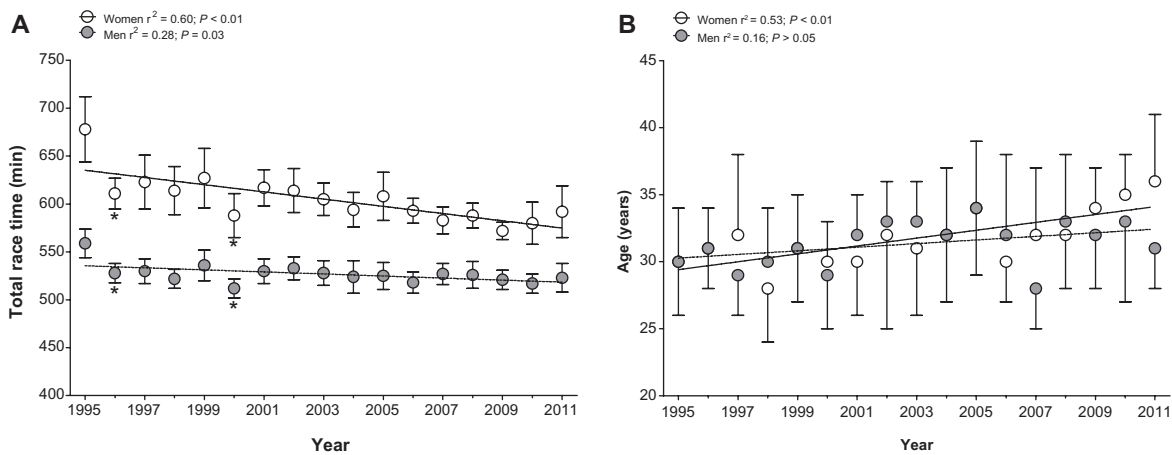 A
Women r² = 0.60; P < 0.01
Men r² = 0.28; P = 0.03
750
700
650
600
550
500
450
400
Total race time (min)
*
*
*
*
1995 1997 1999 2001 2003 2005 2007 2009 2011
Year
B
Women r² = 0.53; P < 0.01
Men r² = 0.16; P > 0.05
45
40
35
30
25
20
Age (years)
1995 1997 1999 2001 2003 2005 2007 2009 2011
Year